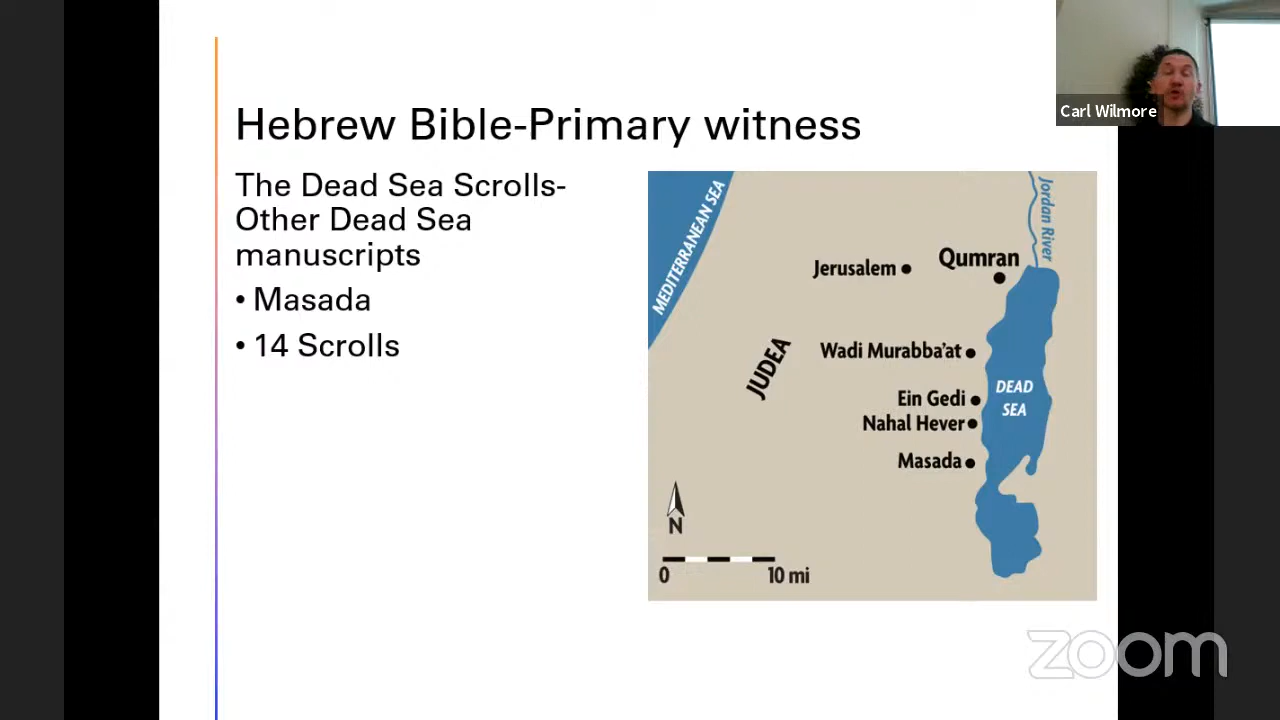 Hebrew Bible-Primary witness
Carl Wilmore
The Dead Sea Scrolls-
Other Dead Sea
manuscripts
• Masada
• 14 Scrolls
MEDITERRANEAN SEA
Jordan River
Jerusalem
Qumran
JUDEA
Wadi Murabba'at
Ein Gedi
DEAD
SEA
Nahal Hever
Masada
N
0 10 mi
zoom